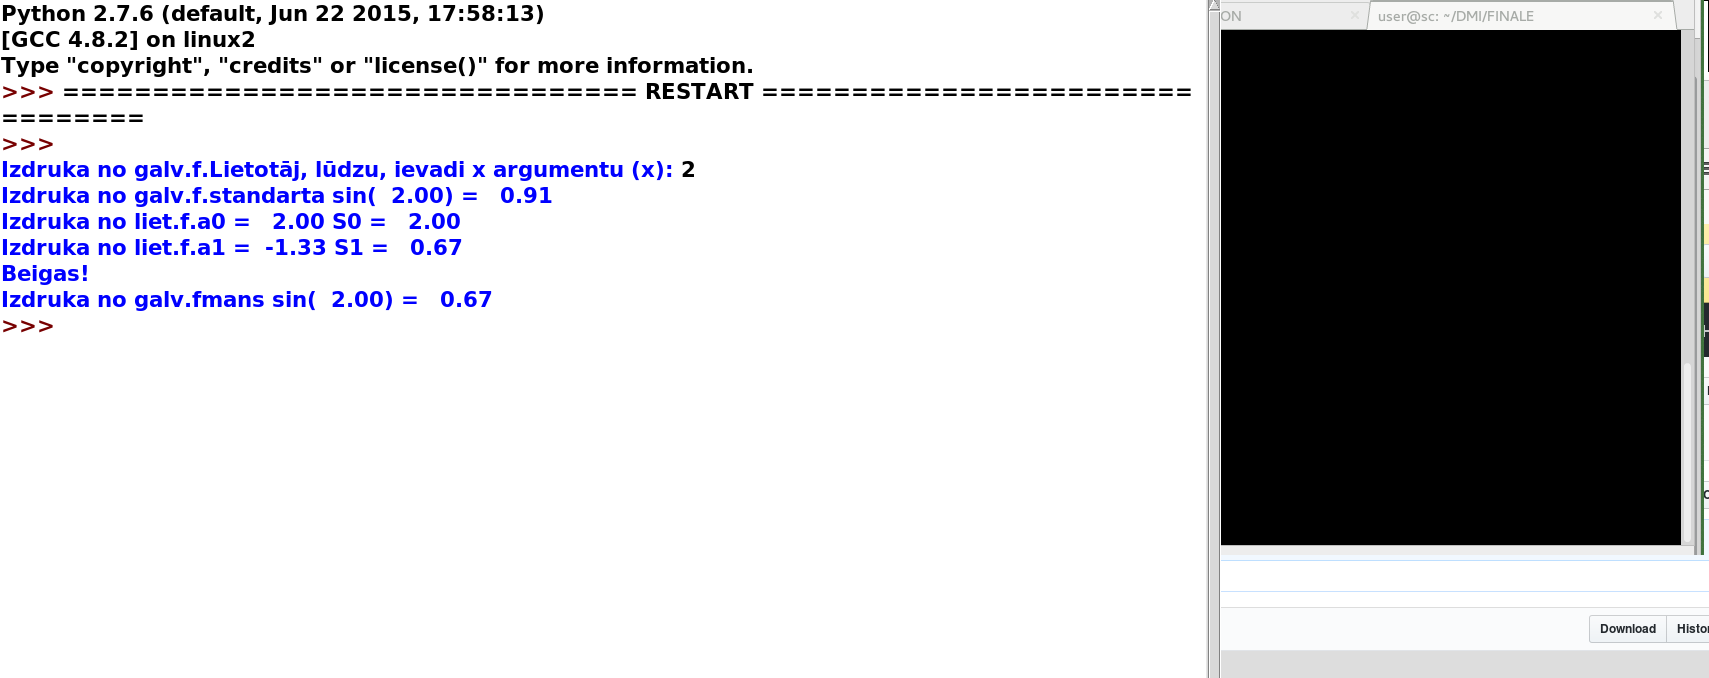 Python 2.7.6 (default, Jun 22 2015, 17:58:13)
[GCC 4.8.2] on linux2
Type "copyright", "credits" or "license()" for more information.
>>> ================================ RESTART ========================
========
>>>
Izdruka no galv.f.Lietotāj, lūdzu, ievadi x argumentu (x): 2
Izdruka no galv.f.standarta sin(  2.00) =   0.91
Izdruka no liet.f.a0 =   2.00 S0 =   2.00
Izdruka no liet.f.a1 =  -1.33 S1 =   0.67
Beigas!
Izdruka no galv.fmans sin(  2.00) =   0.67
>>>
ON
user@sc: ~/DMI/FINALE
Download
Histo